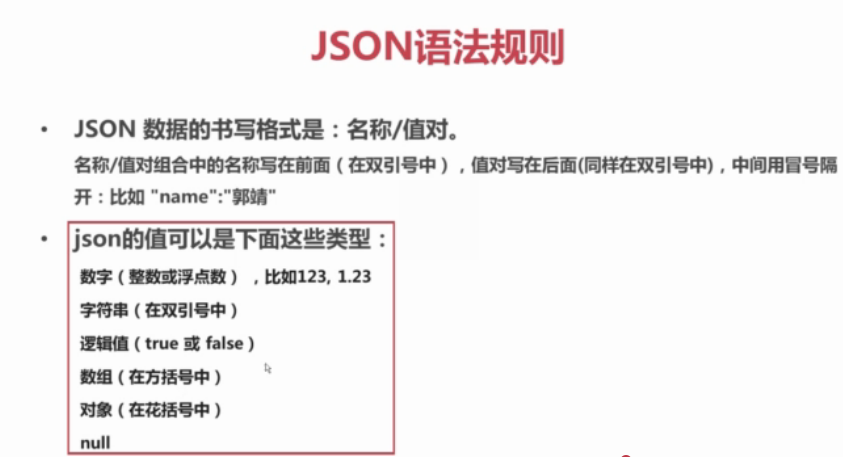 JSON语法规则
• JSON 数据的书写格式是：名称/值对。
名称/值对组合中的名称写在前面（在双引号中），值对写在后面(同样在双引号中)，中间用冒号隔
开：比如 "name":"郭靖"
• json的值可以是下面这些类型：
数字（整数或浮点数），比如123, 1.23
字符串（在双引号中）
逻辑值（true 或 false）
数组（在方括号中）
对象（在花括号中）
null